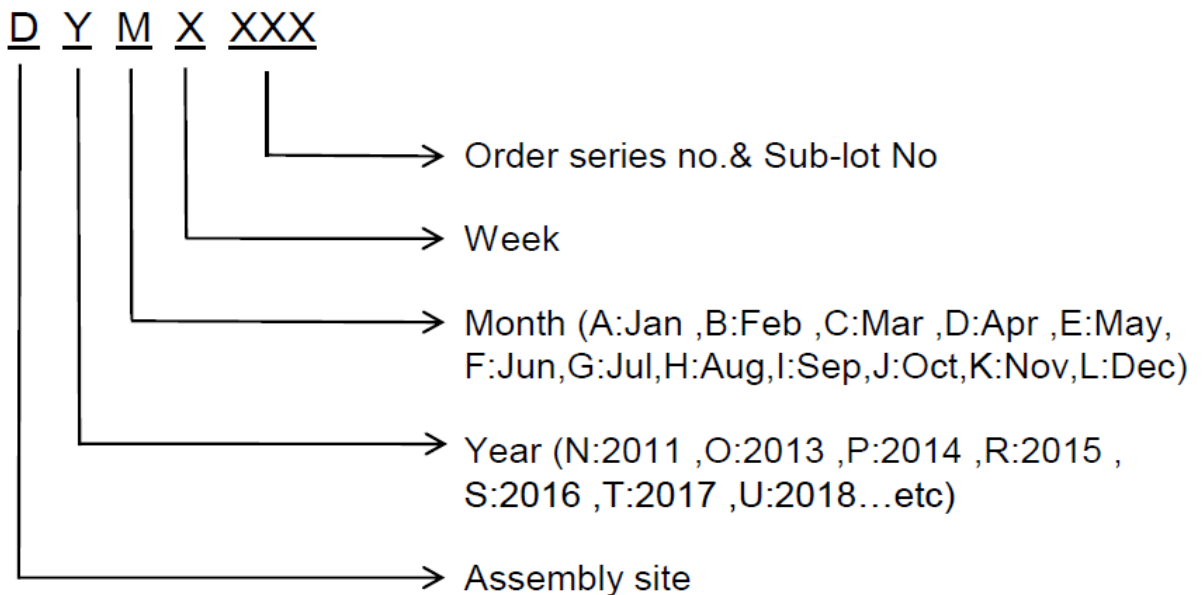 D Y M X XXX
Order series no.& Sub-lot No
Week
Month (A:Jan ,B:Feb ,C:Mar ,D:Apr ,E:May,
F:Jun,G:Jul,H:Aug,I:Sep,J:Oct,K:Nov,L:Dec)
Year (N:2011 ,O:2013 ,P:2014 ,R:2015 ,
S:2016 ,T:2017 ,U:2018...etc)
Assembly site